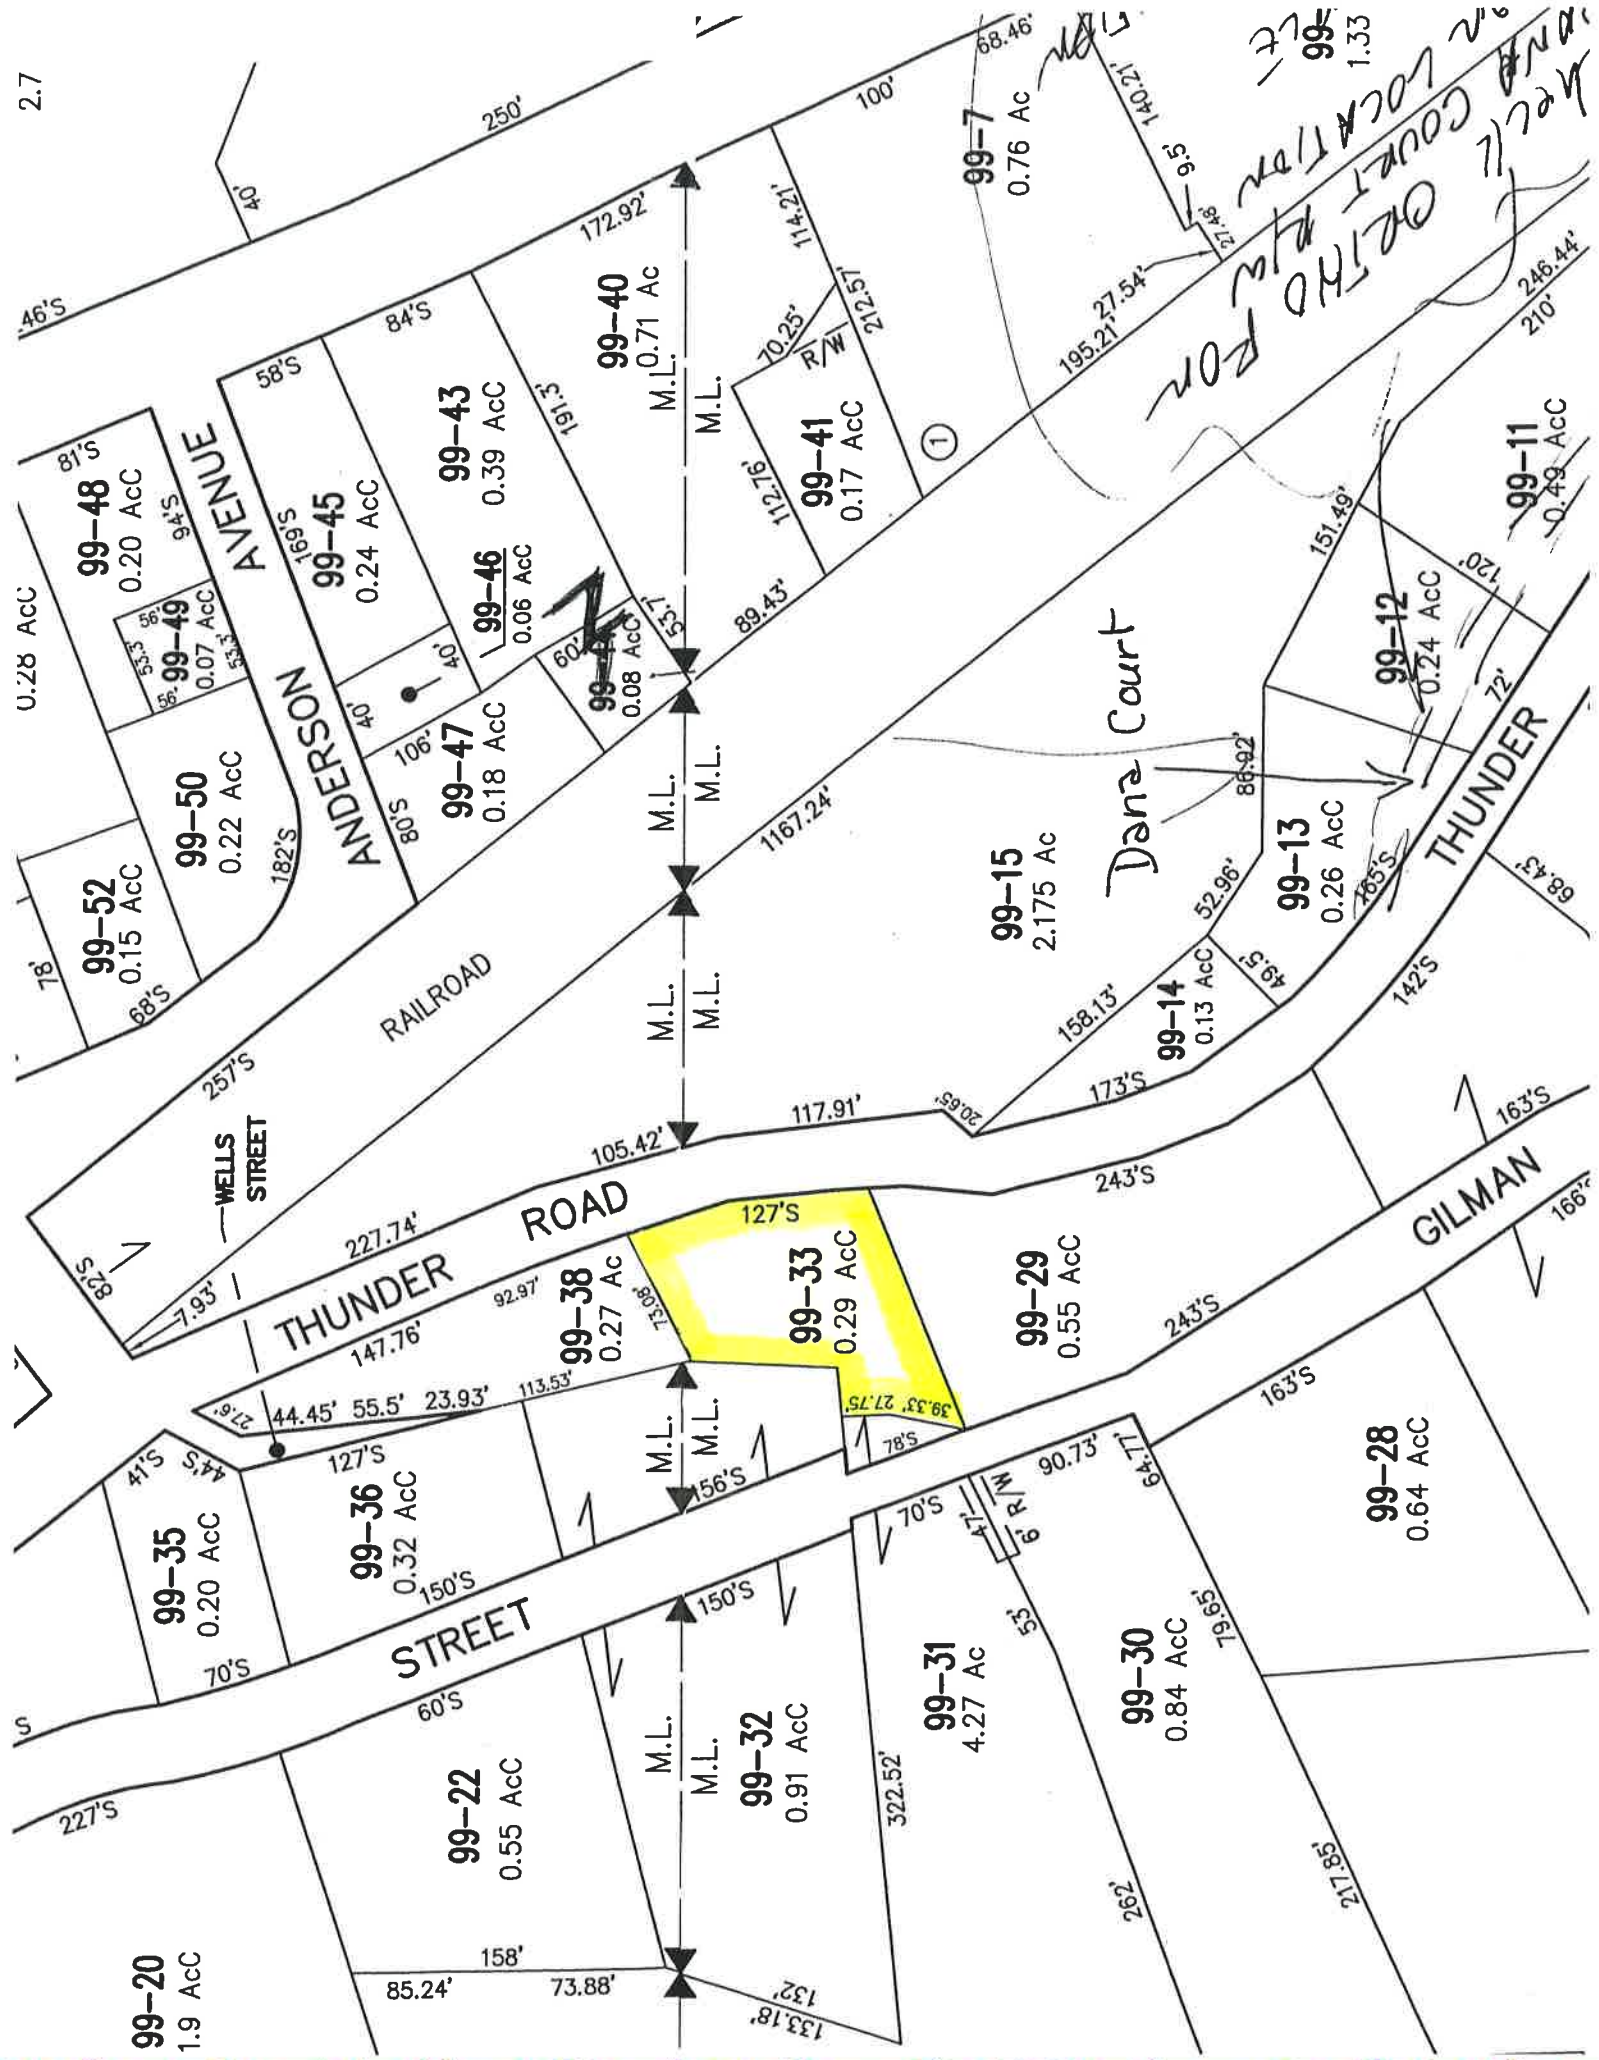 2.7
250'
40'
.46'S
100'
68.46'
99-7
0.76 Ac
140.21'
9.5'
27.48'
27.54'
195.21'
99-
1.33
172.92'
114.21'
212.57'
99-40
0.71 Ac
M.L.
M.L.
70.25'
R/W
99-41
0.17 AcC
112.76'
1
84'S
58'S
99-43
0.39 AcC
191.3'
99-45
0.24 AcC
169'S
99-46
0.06 AcC
40'
40'
60'
53.7'
0.08 AcC
89.43'
81'S
99-48
0.20 AcC
94'S
99-49
0.07 AcC
56'
53.3'
56'
53.3'
0.28 AcC
ANDERSON AVENUE
99-50
0.22 AcC
182'S
99-52
0.15 AcC
78'
68'S
99-47
0.18 AcC
106'
80'S
M.L.
M.L.
RAILROAD
257'S
82'S
7.93'
WELLS
STREET
1167.24'
M.L.
M.L.
99-15
2.175 Ac
Dana Court
ORTHO
COURT R/W
LOCATION
246.44'
210'
151.49'
99-11
0.49 AcC
120'
99-12
0.24 AcC
72'
86.92'
99-13
0.26 AcC
165'S
52.96'
49.5'
99-14
0.13 AcC
158.13'
173'S
20.65'
117.91'
105.42'
227.74'
THUNDER ROAD
THUNDER
68.43'
142'S
243'S
147.76'
92.97'
99-38
0.27 Ac
73.08'
127'S
99-33
0.29 AcC
27.75'
39.33'
78'S
99-29
0.55 AcC
243'S
163'S
GILMAN
166'S
27.6'
44.45'
55.5'
23.93'
113.53'
127'S
41'S
44'S
99-35
0.20 AcC
70'S
99-36
0.32 AcC
150'S
M.L.
M.L.
156'S
STREET
60'S
150'S
70'S
47'
6' R/W
90.73'
64.77'
163'S
99-28
0.64 AcC
227'S
99-22
0.55 AcC
M.L.
M.L.
99-32
0.91 AcC
322.52'
99-31
4.27 Ac
53'
99-30
0.84 AcC
79.65'
217.85'
262'
99-20
1.9 AcC
158'
85.24'
73.88'
132'
133.18'